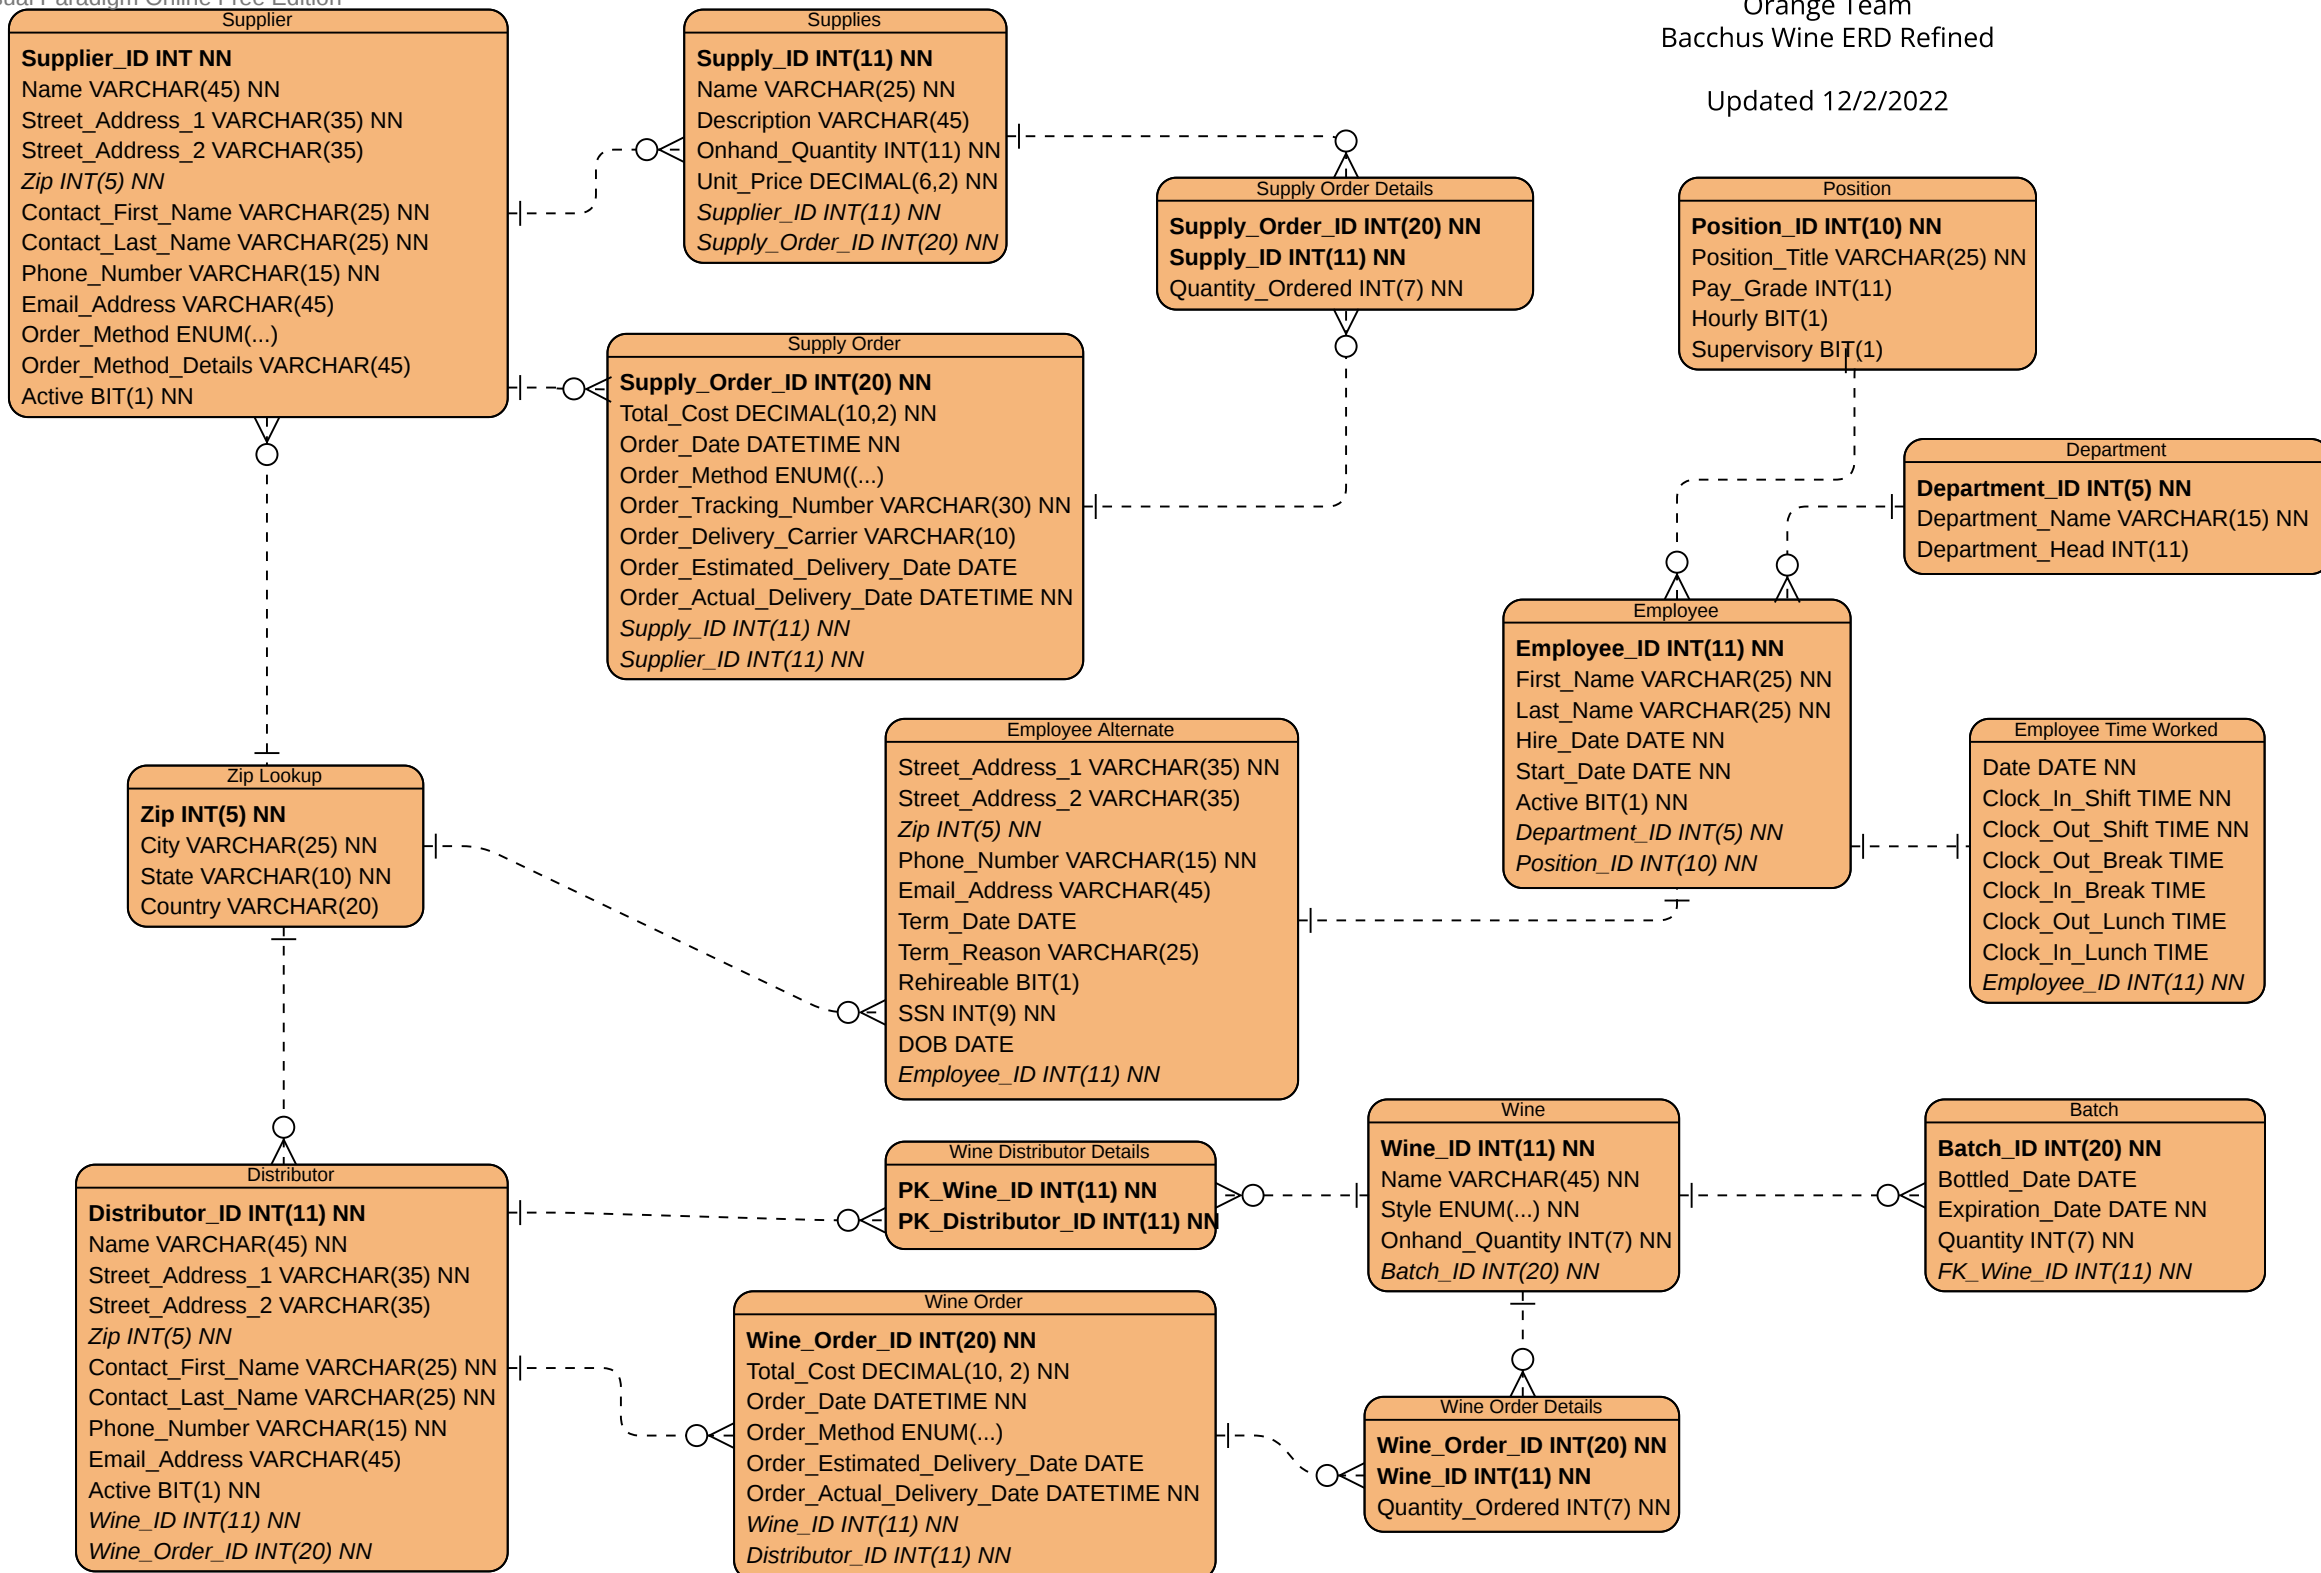 Visual Paradigm Online Free Edition
Orange Team
Bacchus Wine ERD Refined
Updated 12/2/2022
Supplier
Supplier_ID INT NN
Name VARCHAR(45) NN
Street_Address_1 VARCHAR(35) NN
Street_Address_2 VARCHAR(35)
Zip INT(5) NN
Contact_First_Name VARCHAR(25) NN
Contact_Last_Name VARCHAR(25) NN
Phone_Number VARCHAR(15) NN
Email_Address VARCHAR(45)
Order_Method ENUM(...)
Order_Method_Details VARCHAR(45)
Active BIT(1) NN
Supplies
Supply_ID INT(11) NN
Name VARCHAR(25) NN
Description VARCHAR(45)
Onhand_Quantity INT(11) NN
Unit_Price DECIMAL(6,2) NN
Supplier_ID INT(11) NN
Supply_Order_ID INT(20) NN
Supply Order Details
Supply_Order_ID INT(20) NN
Supply_ID INT(11) NN
Quantity_Ordered INT(7) NN
Position
Position_ID INT(10) NN
Position_Title VARCHAR(25) NN
Pay_Grade INT(11)
Hourly BIT(1)
Supervisory BIT(1)
Supply Order
Supply_Order_ID INT(20) NN
Total_Cost DECIMAL(10,2) NN
Order_Date DATETIME NN
Order_Method ENUM((...)
Order_Tracking_Number VARCHAR(30) NN
Order_Delivery_Carrier VARCHAR(10)
Order_Estimated_Delivery_Date DATE
Order_Actual_Delivery_Date DATETIME NN
Supply_ID INT(11) NN
Supplier_ID INT(11) NN
Department
Department_ID INT(5) NN
Department_Name VARCHAR(15) NN
Department_Head INT(11)
Employee
Employee_ID INT(11) NN
First_Name VARCHAR(25) NN
Last_Name VARCHAR(25) NN
Hire_Date DATE NN
Start_Date DATE NN
Active BIT(1) NN
Department_ID INT(5) NN
Position_ID INT(10) NN
Zip Lookup
Zip INT(5) NN
City VARCHAR(25) NN
State VARCHAR(10) NN
Country VARCHAR(20)
Employee Alternate
Street_Address_1 VARCHAR(35) NN
Street_Address_2 VARCHAR(35)
Zip INT(5) NN
Phone_Number VARCHAR(15) NN
Email_Address VARCHAR(45)
Term_Date DATE
Term_Reason VARCHAR(25)
Rehireable BIT(1)
SSN INT(9) NN
DOB DATE
Employee_ID INT(11) NN
Employee Time Worked
Date DATE NN
Clock_In_Shift TIME NN
Clock_Out_Shift TIME NN
Clock_Out_Break TIME
Clock_In_Break TIME
Clock_Out_Lunch TIME
Clock_In_Lunch TIME
Employee_ID INT(11) NN
Distributor
Distributor_ID INT(11) NN
Name VARCHAR(45) NN
Street_Address_1 VARCHAR(35) NN
Street_Address_2 VARCHAR(35)
Zip INT(5) NN
Contact_First_Name VARCHAR(25) NN
Contact_Last_Name VARCHAR(25) NN
Phone_Number VARCHAR(15) NN
Email_Address VARCHAR(45)
Active BIT(1) NN
Wine_ID INT(11) NN
Wine_Order_ID INT(20) NN
Wine Distributor Details
PK_Wine_ID INT(11) NN
PK_Distributor_ID INT(11) NN
Wine
Wine_ID INT(11) NN
Name VARCHAR(45) NN
Style ENUM(...) NN
Onhand_Quantity INT(7) NN
Batch_ID INT(20) NN
Batch
Batch_ID INT(20) NN
Bottled_Date DATE
Expiration_Date DATE NN
Quantity INT(7) NN
FK_Wine_ID INT(11) NN
Wine Order
Wine_Order_ID INT(20) NN
Total_Cost DECIMAL(10, 2) NN
Order_Date DATETIME NN
Order_Method ENUM(...)
Order_Estimated_Delivery_Date DATE
Order_Actual_Delivery_Date DATETIME NN
Wine_ID INT(11) NN
Distributor_ID INT(11) NN
Wine Order Details
Wine_Order_ID INT(20) NN
Wine_ID INT(11) NN
Quantity_Ordered INT(7) NN